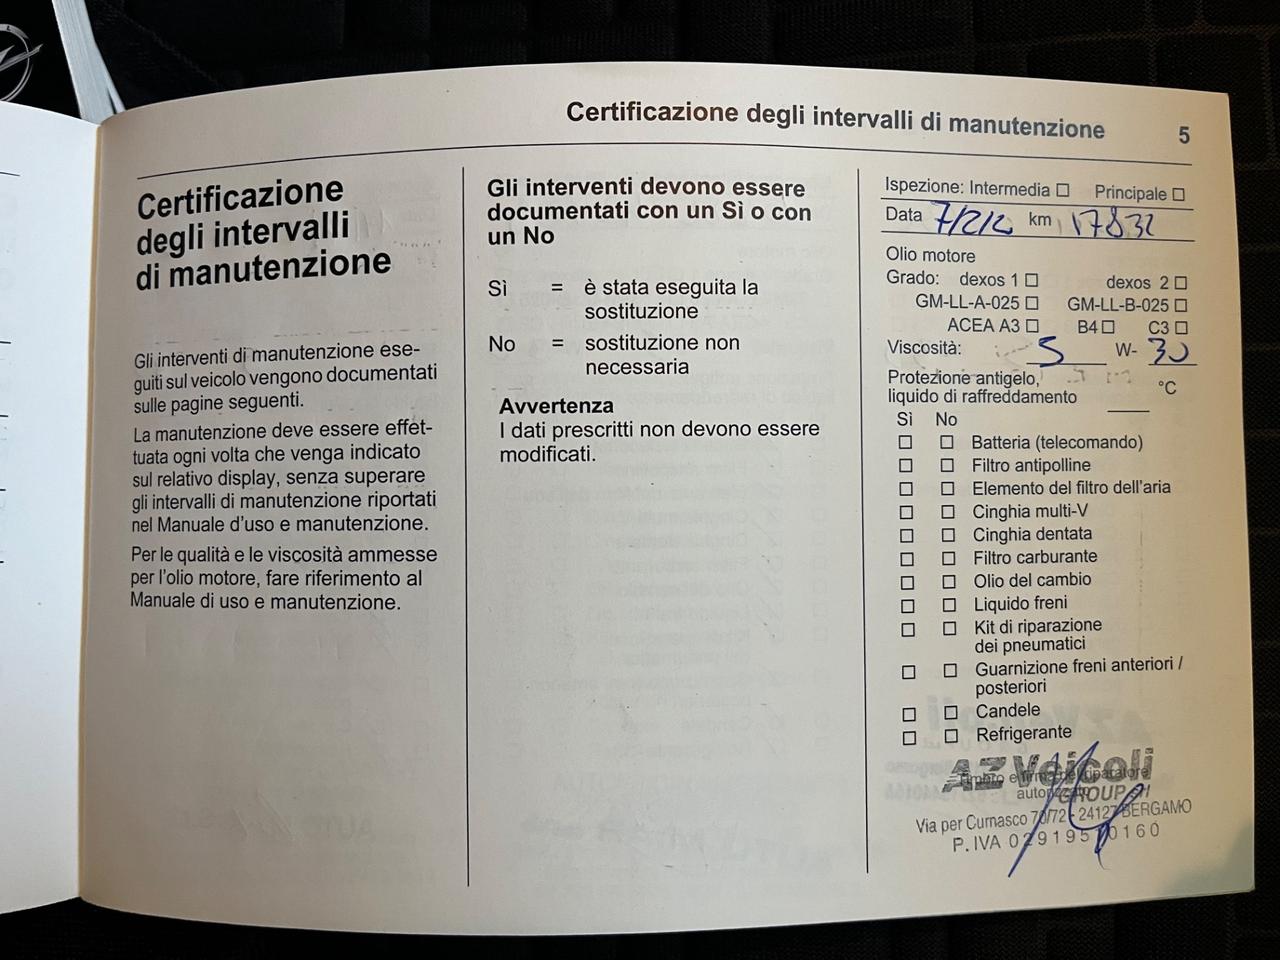 Certificazione degli intervalli di manutenzione 5
Certificazione
degli intervalli
di manutenzione
Gli interventi di manutenzione ese-
guiti sul veicolo vengono documentati
sulle pagine seguenti.
La manutenzione deve essere effet-
tuata ogni volta che venga indicato
sul relativo display, senza superare
gli intervalli di manutenzione riportati
nel Manuale d'uso e manutenzione.
Per le qualità e le viscosità ammesse
per l'olio motore, fare riferimento al
Manuale di uso e manutenzione.
Gli interventi devono essere
documentati con un Sì o con
un No
Sì = è stata eseguita la
sostituzione
No = sostituzione non
necessaria
Avvertenza
I dati prescritti non devono essere
modificati.
Ispezione: Intermedia ☐ Principale ☐
Data km 17832
Olio motore
Grado: dexos 1 ☐ dexos 2 ☐
GM-LL-A-025 ☐ GM-LL-B-025 ☐
ACEA A3 ☐ B4 ☐ C3 ☐
Viscosità: 5 W- 30
Protezione antigelo,
liquido di raffreddamento °C
Sì No
☐ ☐ Batteria (telecomando)
☐ ☐ Filtro antipolline
☐ ☐ Elemento del filtro dell'aria
☐ ☐ Cinghia multi-V
☐ ☐ Cinghia dentata
☐ ☐ Filtro carburante
☐ ☐ Olio del cambio
☐ ☐ Liquido freni
☐ ☐ Kit di riparazione
dei pneumatici
☐ ☐ Guarnizione freni anteriori /
posteriori
☐ ☐ Candele
☐ ☐ Refrigerante
AZ Veicoli
Timbro e firma del riparatore
autorizzato
GROUP srl
Via per Curnasco 70/72 - 24127 BERGAMO
P. IVA